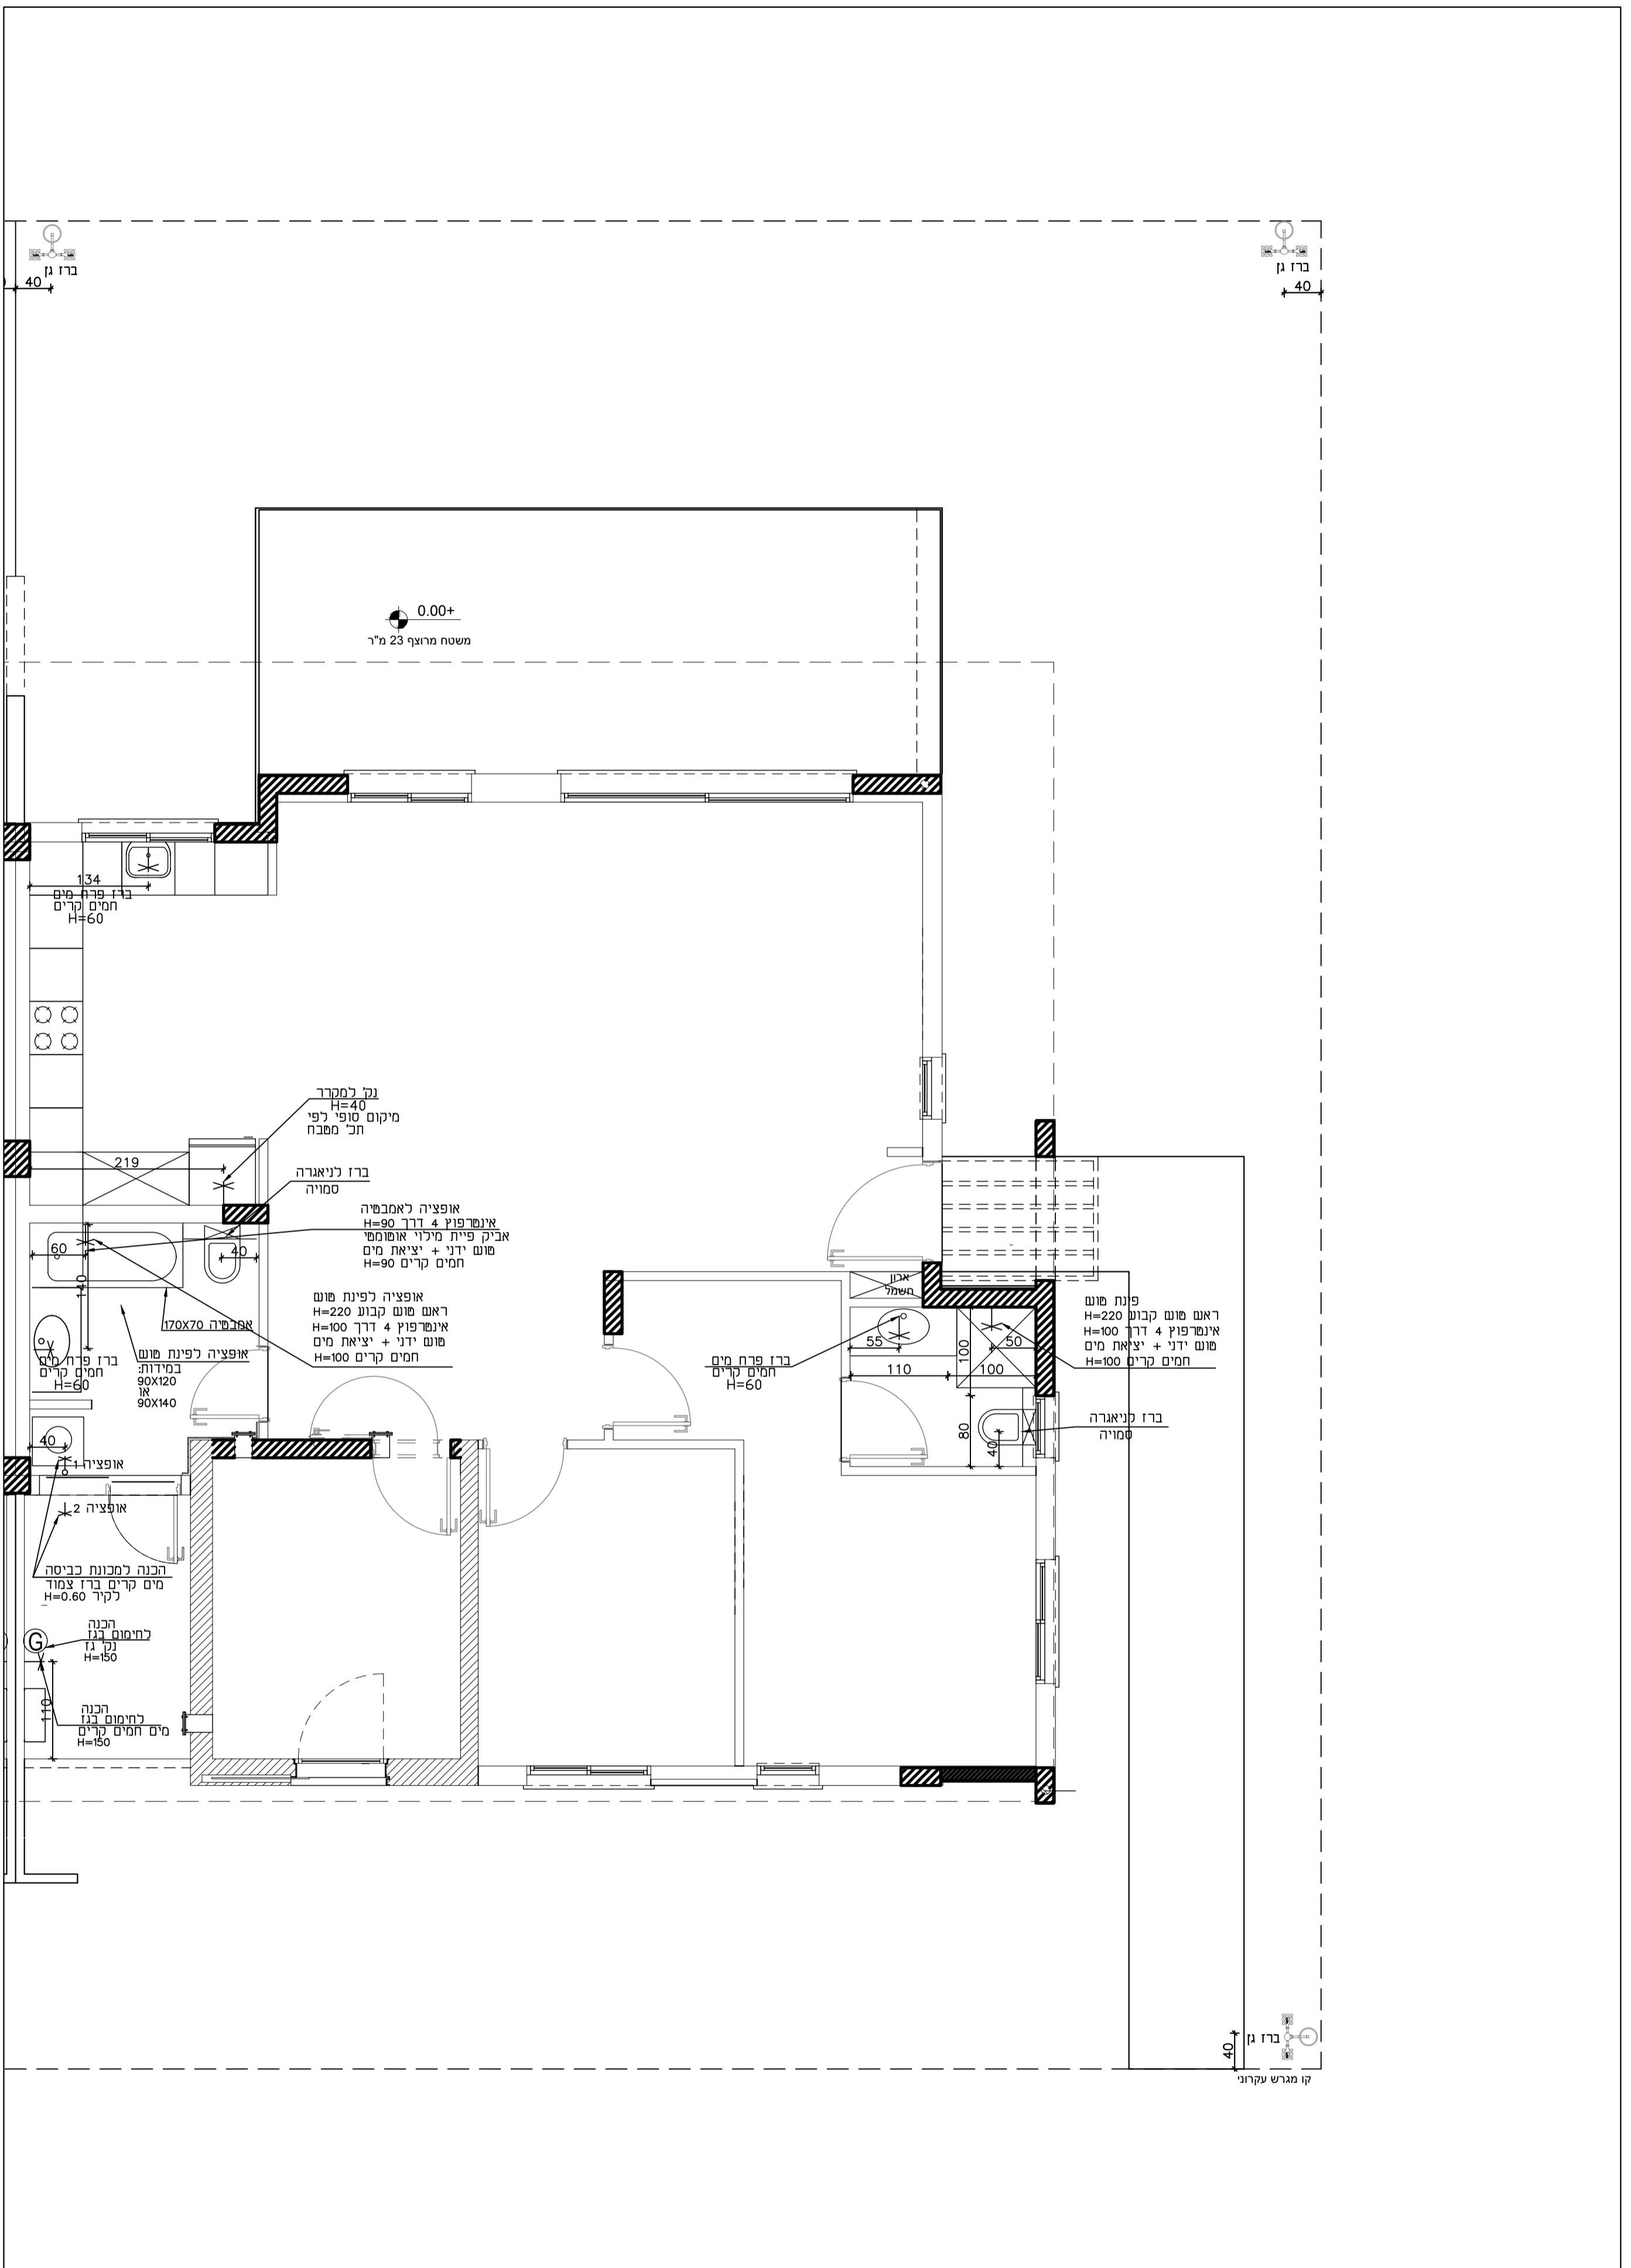 ברז גן
40
ברז גן
40
0.00+
משטח מרוצף 23 מ"ר
134
ברז פרח מים
חמים קרים
H=60
נק' למקרר
H=40
מיקום סופי לפי
תכ' מטבח
219
ברז לניאגרה
סמויה
אופציה לאמבטיה
אינטרפוץ 4 דרך H=90
אביק פיית מילוי אוטומטי
טוש ידני + יציאת מים
חמים קרים H=90
60
40
140
אופציה לפינת טוש
ראש טוש קבוע H=220
אינטרפוץ 4 דרך H=100
טוש ידני + יציאת מים
חמים קרים H=100
אמבטיה 170X70
אופציה לפינת טוש
במידות:
90X120
או
90X140
ברז פרח מים
חמים קרים
H=60
ארון
חשמל
פינת טוש
ראש טוש קבוע H=220
אינטרפוץ 4 דרך H=100
טוש ידני + יציאת מים
חמים קרים H=100
55
100
50
110
100
ברז פרח מים
חמים קרים
H=60
ברז לניאגרה
סמויה
80
40
40
אופציה 1
אופציה 2
הכנה למכונת כביסה
מים קרים ברז צמוד
לקיר H=0.60
הכנה
לחימום בגז
נק' גז
H=150
G
110
הכנה
לחימום בגז
מים חמים קרים
H=150
ברז גן
40
קו מגרש עקרוני